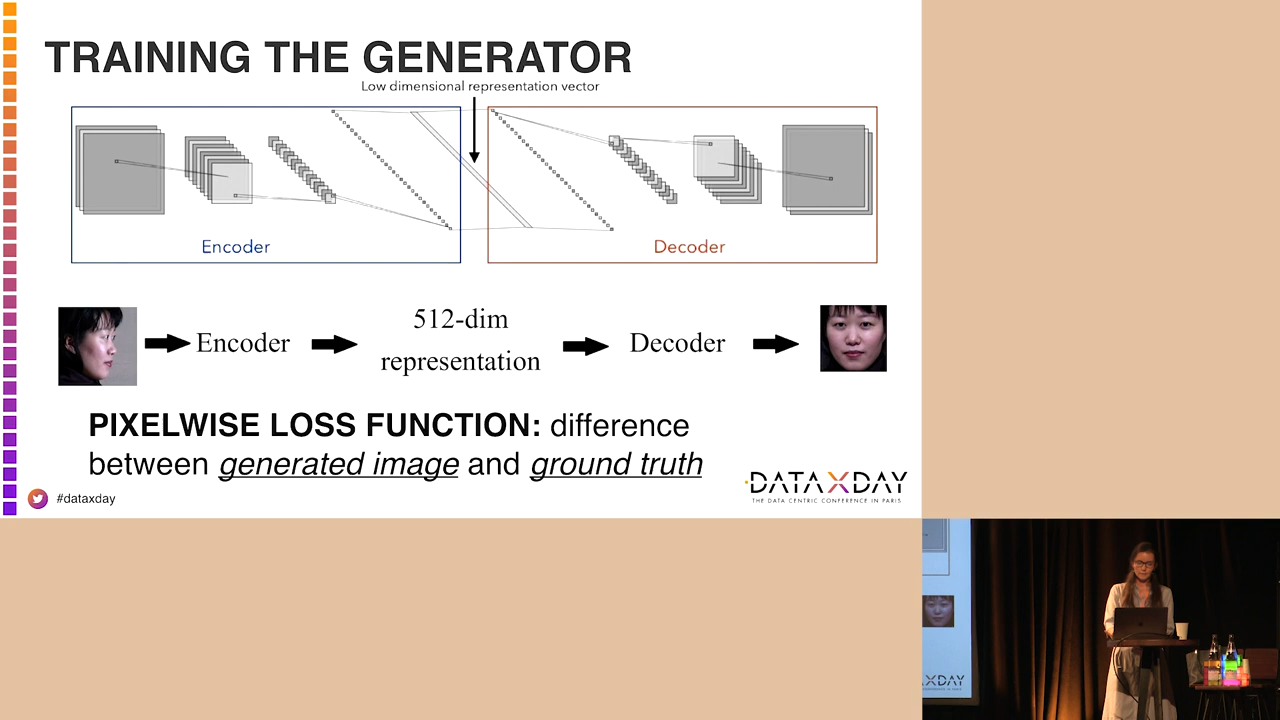 TRAINING THE GENERATOR
Low dimensional representation vector
Encoder
Decoder
Encoder
512-dim
representation
Decoder
PIXELWISE LOSS FUNCTION: difference
between generated image and ground truth
#dataxday
DATAXDAY
THE DATA CENTRIC CONFERENCE IN PARIS
XDAY